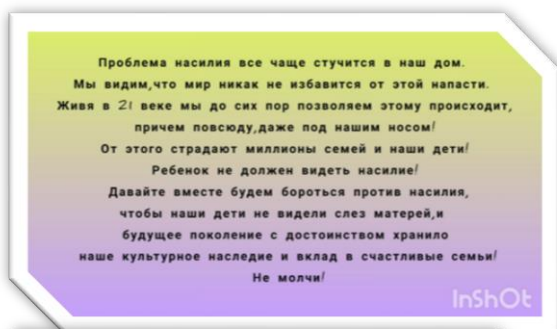 Проблема насилия все чаще стучится в наш дом.
Мы видим,что мир никак не избавится от этой напасти.
Живя в 21 веке мы до сих пор позволяем этому происходит,
причем повсюду,даже под нашим носом!
От этого страдают миллионы семей и наши дети!
Ребенок не должен видеть насилие!
Давайте вместе будем бороться против насилия,
чтобы наши дети не видели слез матерей,и
будущее поколение с достоинством хранило
наше культурное наследие и вклад в счастливые семьи!
Не молчи!
InShOt